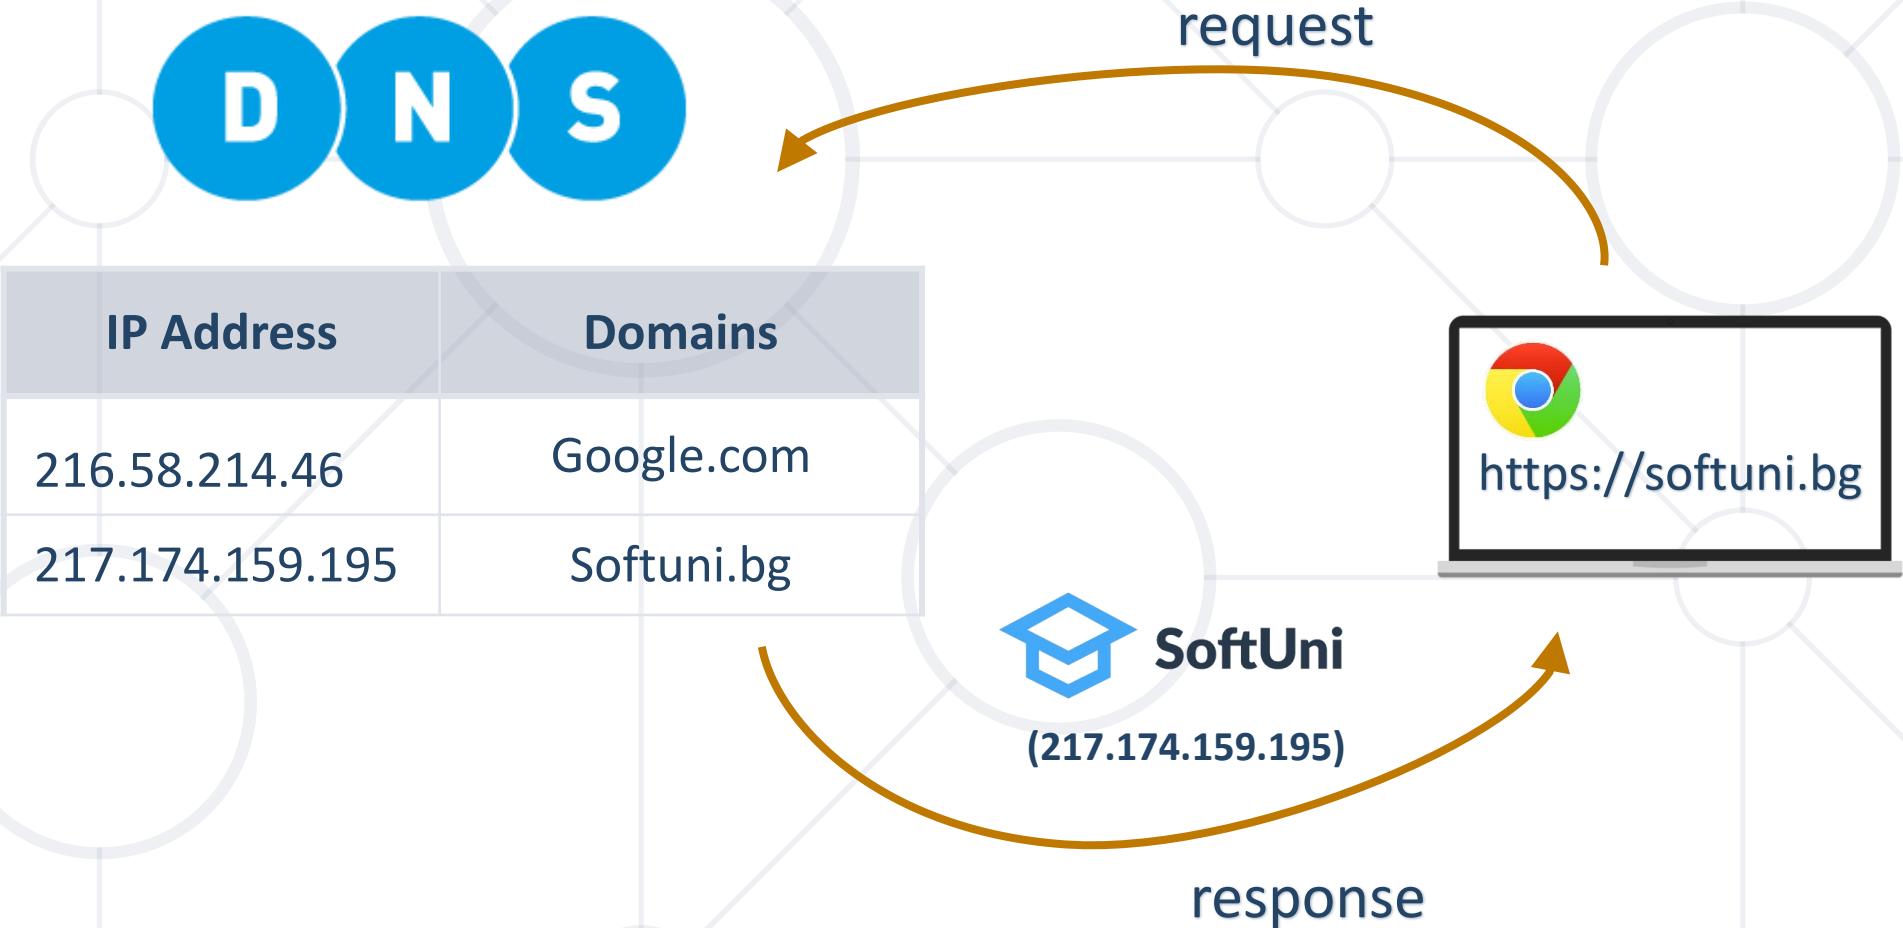 request
DNS
IP Address
Domains
216.58.214.46
Google.com
217.174.159.195
Softuni.bg
https://softuni.bg
SoftUni
(217.174.159.195)
response